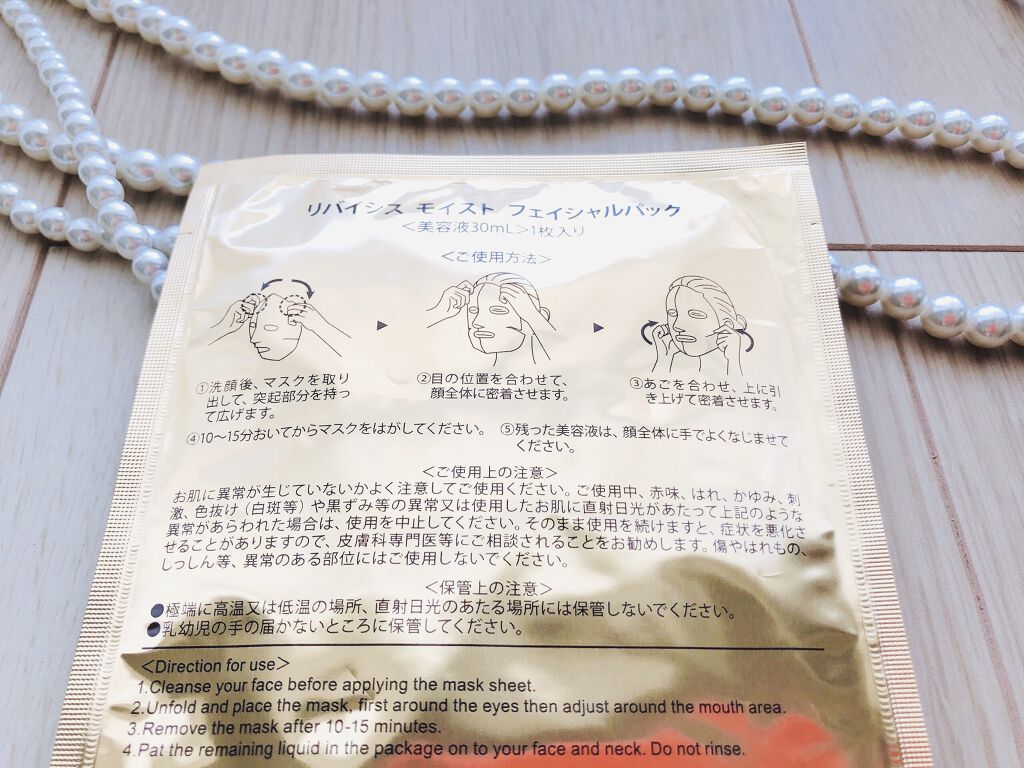 リバイシス モイスト フェイシャルパック
＜美容液30mL＞1枚入り
＜ご使用方法＞
①洗顔後、マスクを取り
出して、突起部分を持っ
て広げます。
②目の位置を合わせて、
顔全体に密着させます。
③あごを合わせ、上に引
き上げて密着させます。
④10～15分おいてからマスクをはがしてください。
⑤残った美容液は、顔全体に手でよくなじませて
ください。
＜ご使用上の注意＞
お肌に異常が生じていないかよく注意してご使用ください。ご使用中、赤味、はれ、かゆみ、刺
激、色抜け（白斑等）や黒ずみ等の異常又は使用したお肌に直射日光があたって上記のような
異常があらわれた場合は、使用を中止してください。そのまま使用を続けますと、症状を悪化さ
せることがありますので、皮膚科専門医等にご相談されることをお勧めします。傷やはれもの、
しっしん等、異常のある部位にはご使用しないでください。
＜保管上の注意＞
●極端に高温又は低温の場所、直射日光のあたる場所には保管しないでください。
●乳幼児の手の届かないところに保管してください。
＜Direction for use＞
1.Cleanse your face before applying the mask sheet.
2.Unfold and place the mask, first around the eyes then adjust around the mouth area.
3.Remove the mask after 10-15 minutes.
4.Pat the remaining liquid in the package on to your face and neck. Do not rinse.